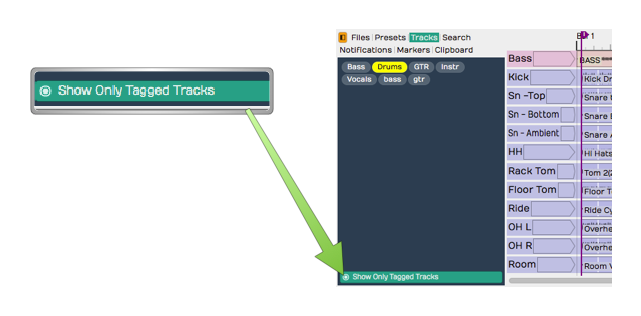 Show Only Tagged Tracks
Files Presets Tracks Search
Notifications Markers Clipboard
Bass Drums GTR Instr
Vocals bass gtr
Show Only Tagged Tracks
1
Bass BASS
Kick Kick Dr
Sn -Top Snare
Sn - Bottom Snare
Sn - Ambient Snare
HH Hi Hats
Rack Tom Tom 2(2
Floor Tom Floor T
Ride Ride Cy
OH L Overhe
OH R Overhe
Room Room